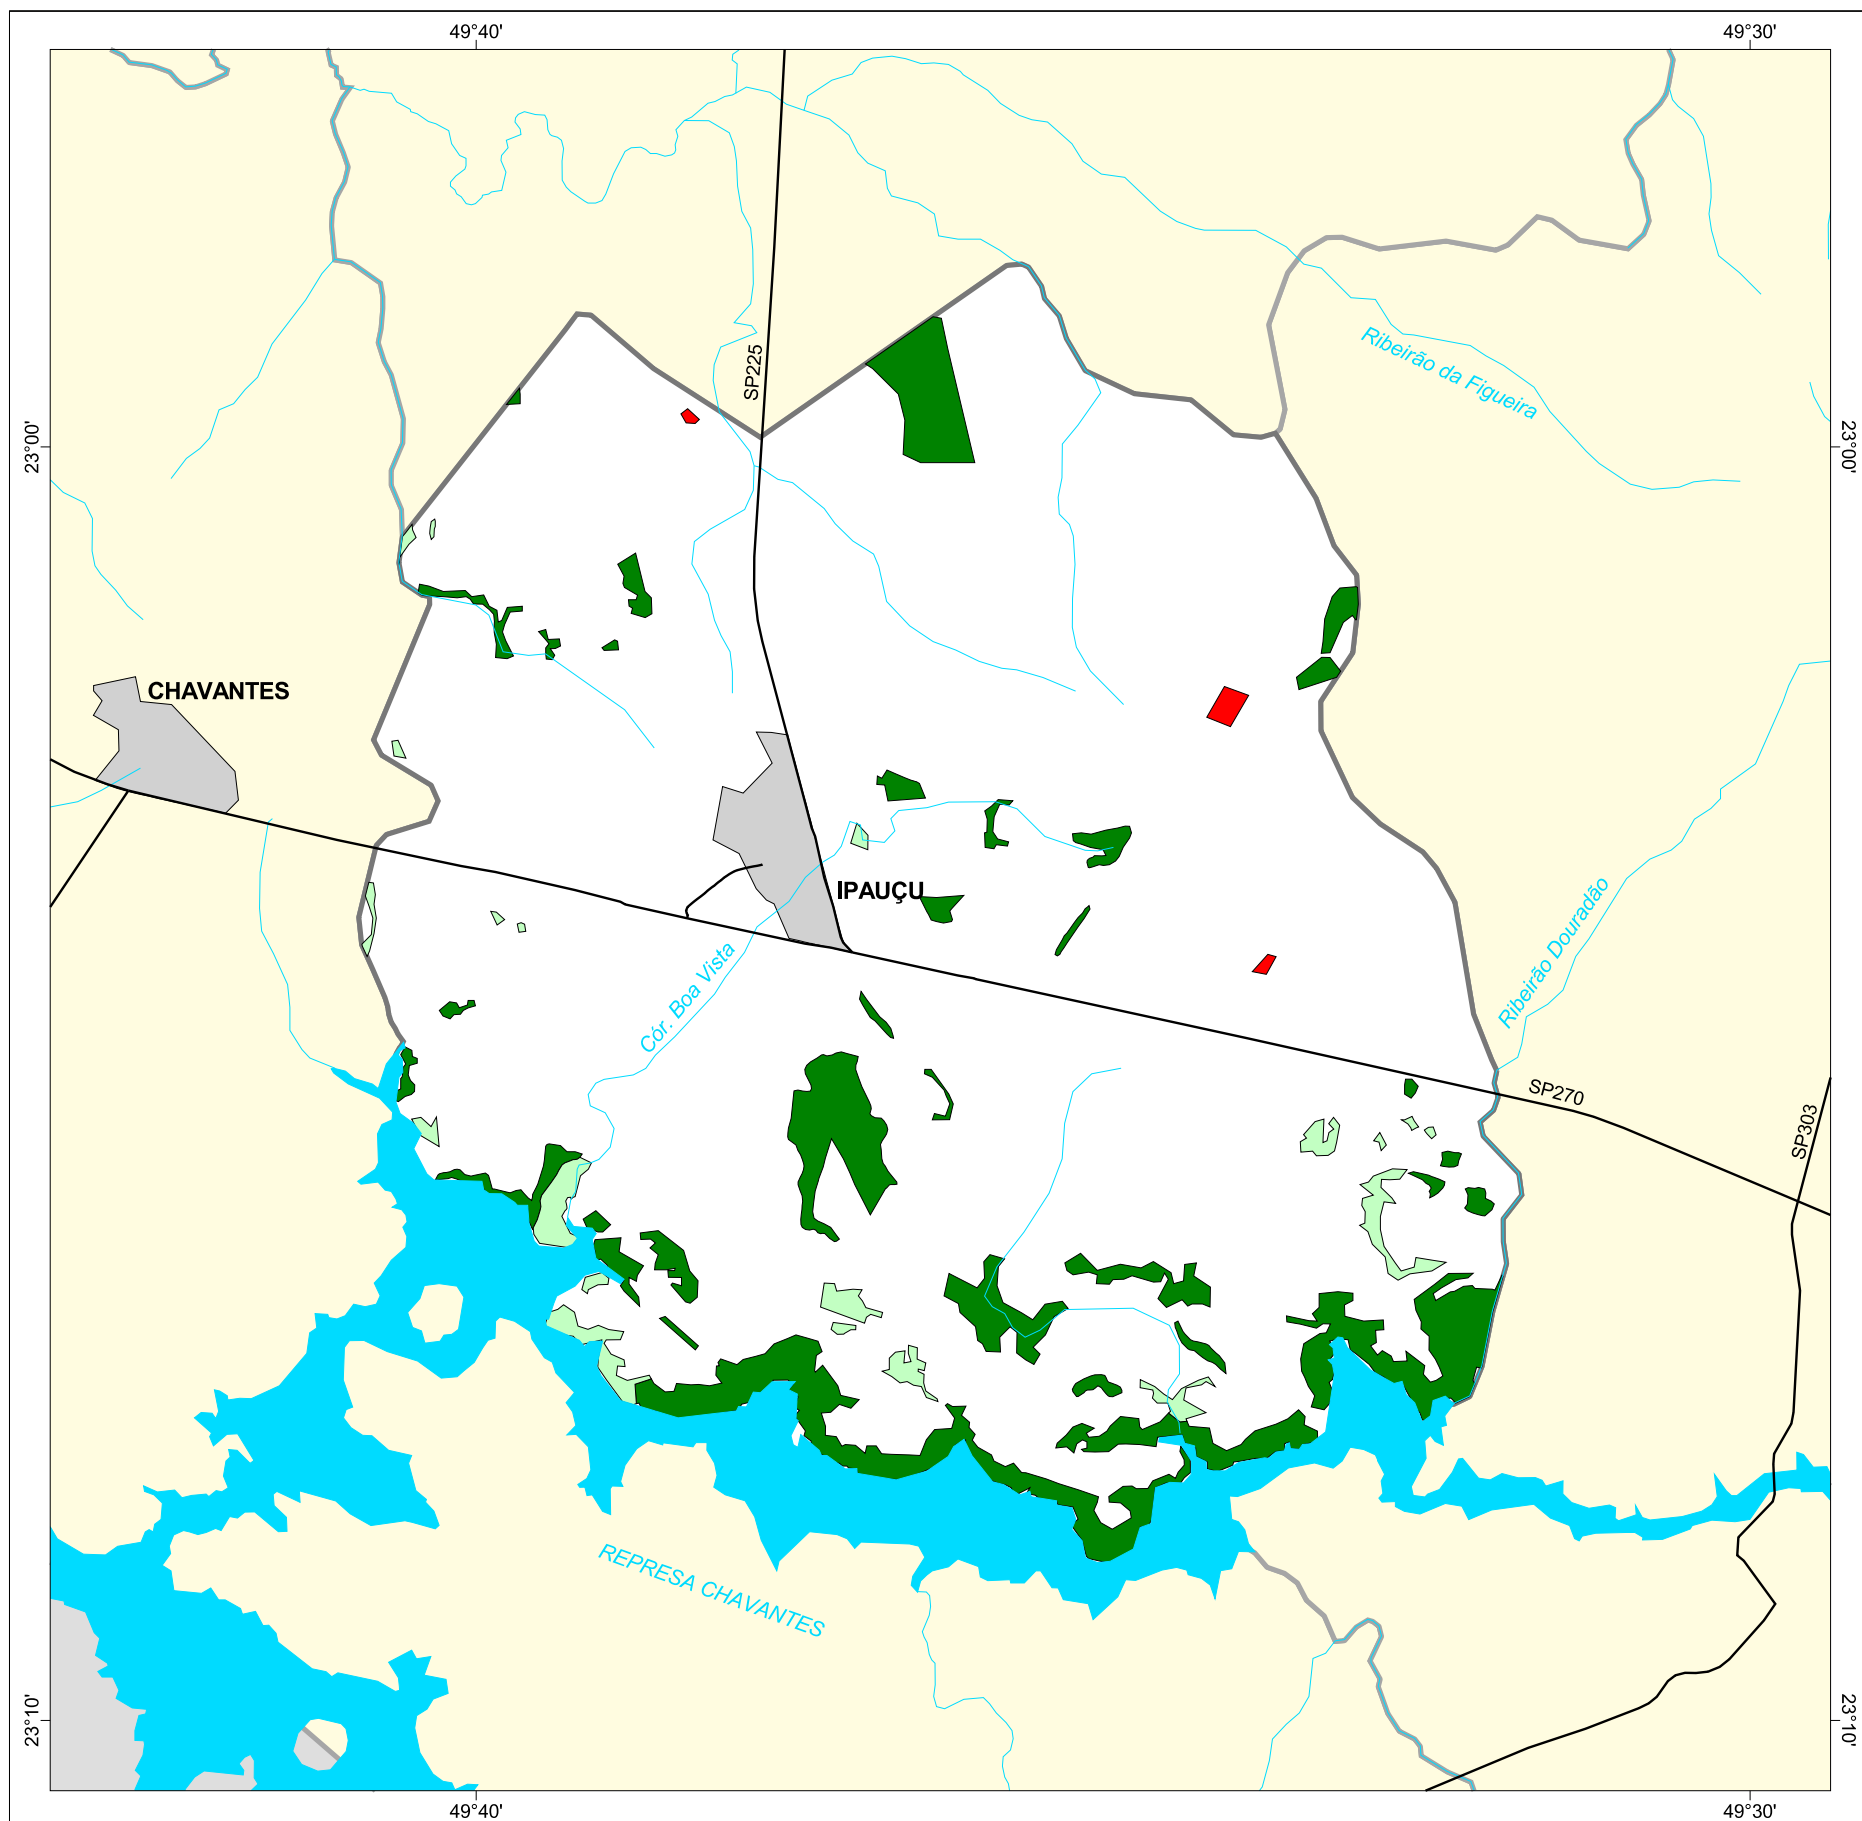 49°40'
49°30'
SP225
Ribeirão da Figueira
23°00'
23°00'
CHAVANTES
IPAUÇU
Ribeirão Douradão
Cór. Boa Vista
SP270
SP303
REPRESA CHAVANTES
23°10'
23°10'
49°40'
49°30'